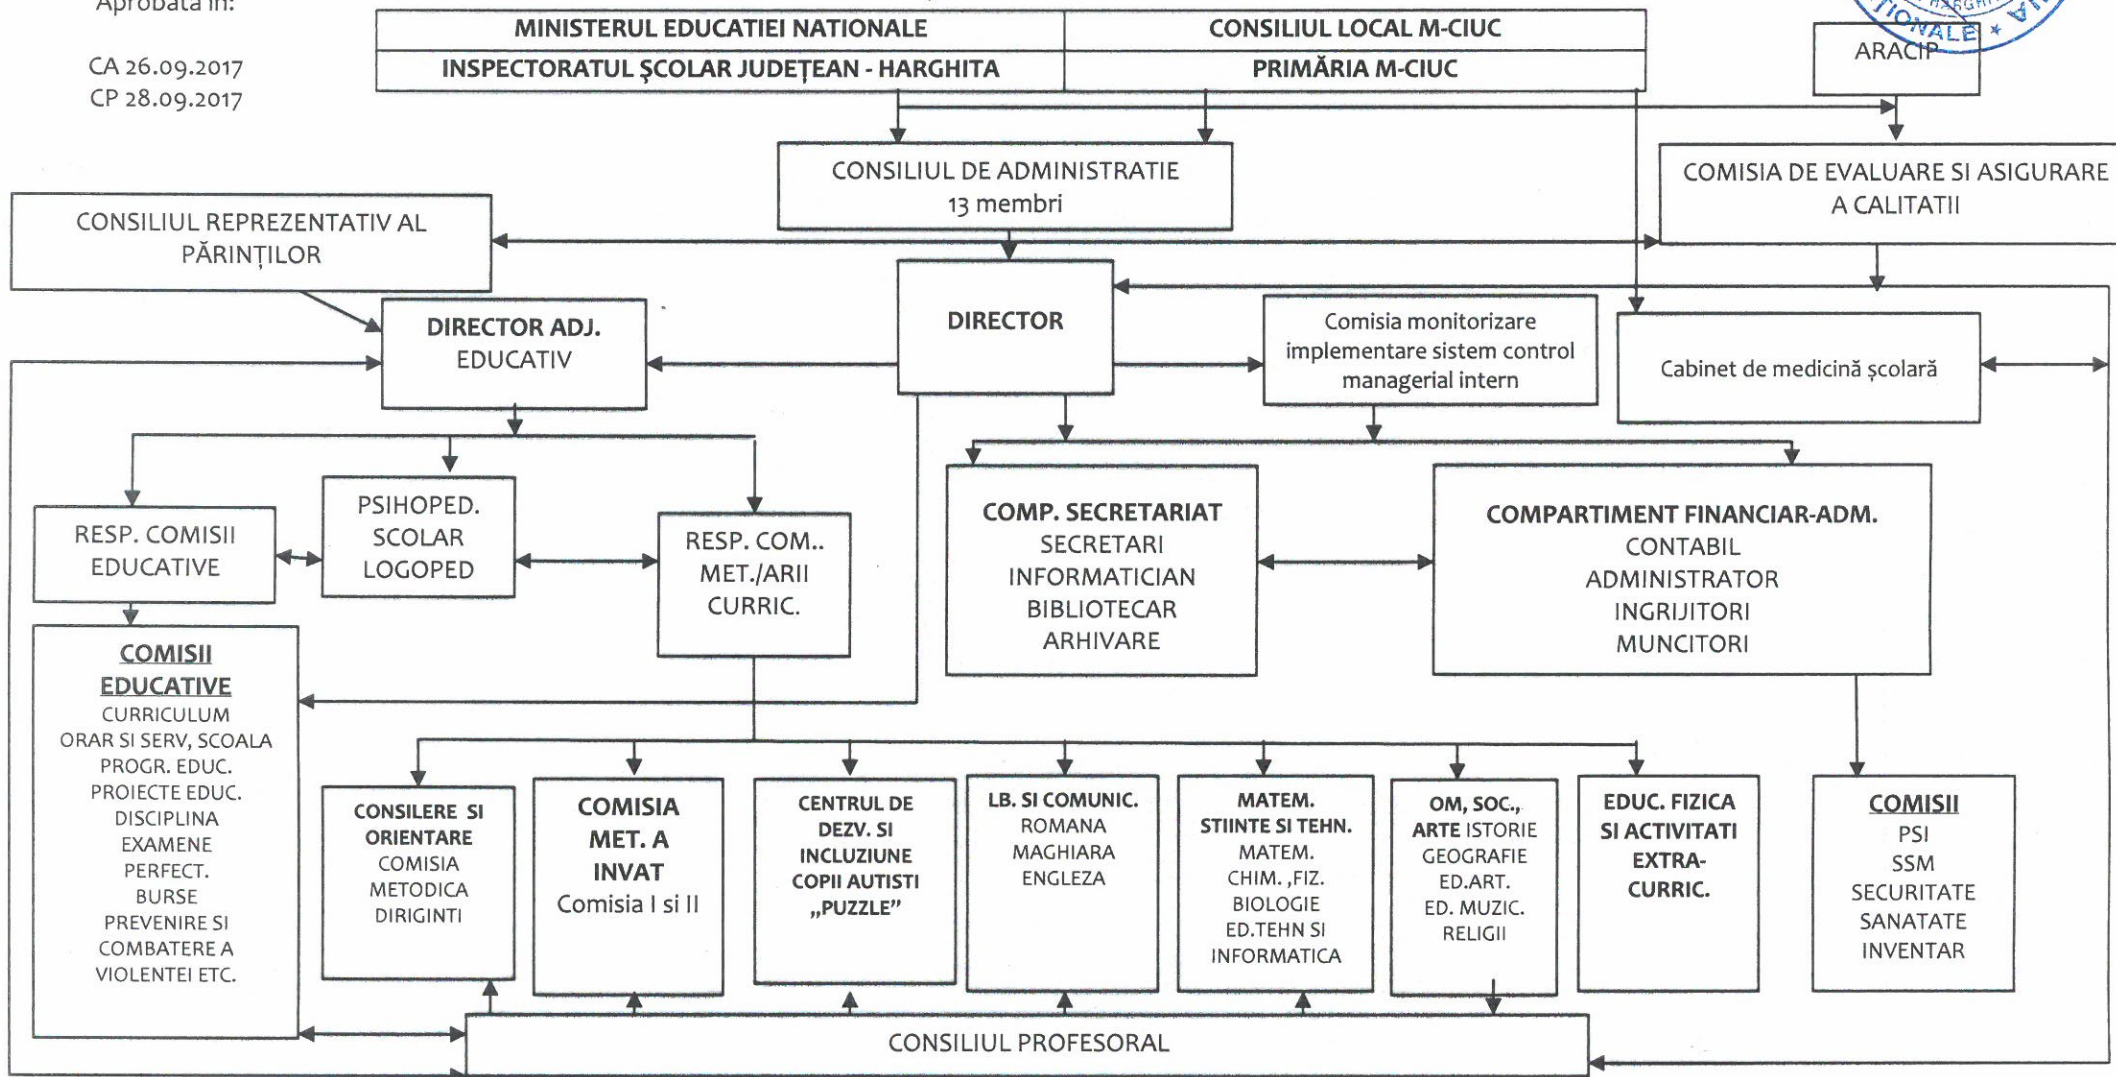 Aprobata in:
CA 26.09.2017
CP 28.09.2017
MINISTERUL EDUCATIEI NATIONALE
CONSILIUL LOCAL M-CIUC
INSPECTORATUL ŞCOLAR JUDEȚEAN - HARGHITA
PRIMĂRIA M-CIUC
ȚIONALE *
ARACIP
CONSILIUL DE ADMINISTRATIE
13 membri
COMISIA DE EVALUARE SI ASIGURARE
A CALITATII
CONSILIUL REPREZENTATIV AL
PĂRINȚILOR
DIRECTOR ADJ.
EDUCATIV
DIRECTOR
Comisia monitorizare
implementare sistem control
managerial intern
Cabinet de medicină școlară
RESP. COMISII
EDUCATIVE
PSIHOPED.
SCOLAR
LOGOPED
RESP. COM..
MET./ARII
CURRIC.
COMP. SECRETARIAT
SECRETARI
INFORMATICIAN
BIBLIOTECAR
ARHIVARE
COMPARTIMENT FINANCIAR-ADM.
CONTABIL
ADMINISTRATOR
INGRIJITORI
MUNCITORI
COMISII
EDUCATIVE
CURRICULUM
ORAR SI SERV, SCOALA
PROGR. EDUC.
PROIECTE EDUC.
DISCIPLINA
EXAMENE
PERFECT.
BURSE
PREVENIRE SI
COMBATERE A
VIOLENTEI ETC.
CONSILERE SI
ORIENTARE
COMISIA
METODICA
DIRIGINTI
COMISIA
MET. A
INVAT
Comisia I si II
CENTRUL DE
DEZV. SI
INCLUZIUNE
COPII AUTISTI
„PUZZLE”
LB. SI COMUNIC.
ROMANA
MAGHIARA
ENGLEZA
MATEM.
STIINTE SI TEHN.
MATEM.
CHIM. ,FIZ.
BIOLOGIE
ED.TEHN SI
INFORMATICA
OM, SOC.,
ARTE ISTORIE
GEOGRAFIE
ED.ART.
ED. MUZIC.
RELIGII
EDUC. FIZICA
SI ACTIVITATI
EXTRA-
CURRIC.
COMISII
PSI
SSM
SECURITATE
SANATATE
INVENTAR
CONSILIUL PROFESORAL